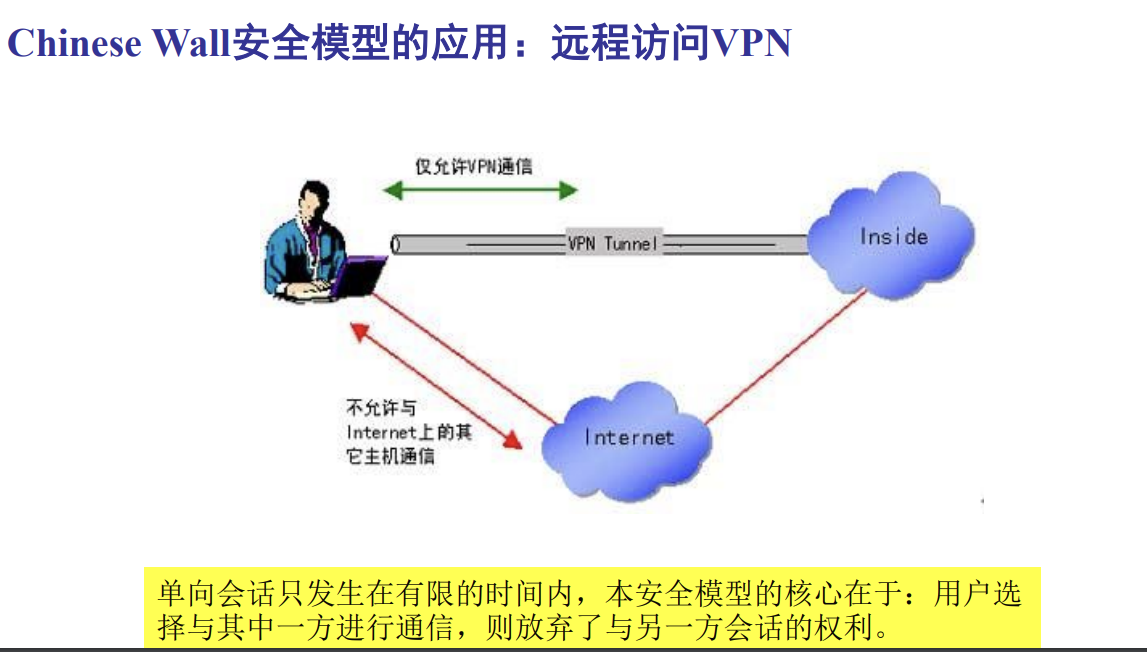 Chinese Wall安全模型的应用：远程访问VPN
仅允许VPN通信
VPN Tunnel
Inside
不允许与
Internet上的其
它主机通信
Internet
单向会话只发生在有限的时间内，本安全模型的核心在于：用户选
择与其中一方进行通信，则放弃了与另一方会话的权利。